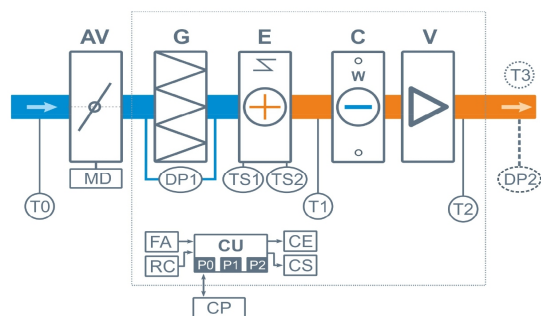 AV G E C V
W
T3
MD DP1 TS1 TS2 DP2
T0 T1 T2
FA CU CE
RC P0 P1 P2 CS
CP